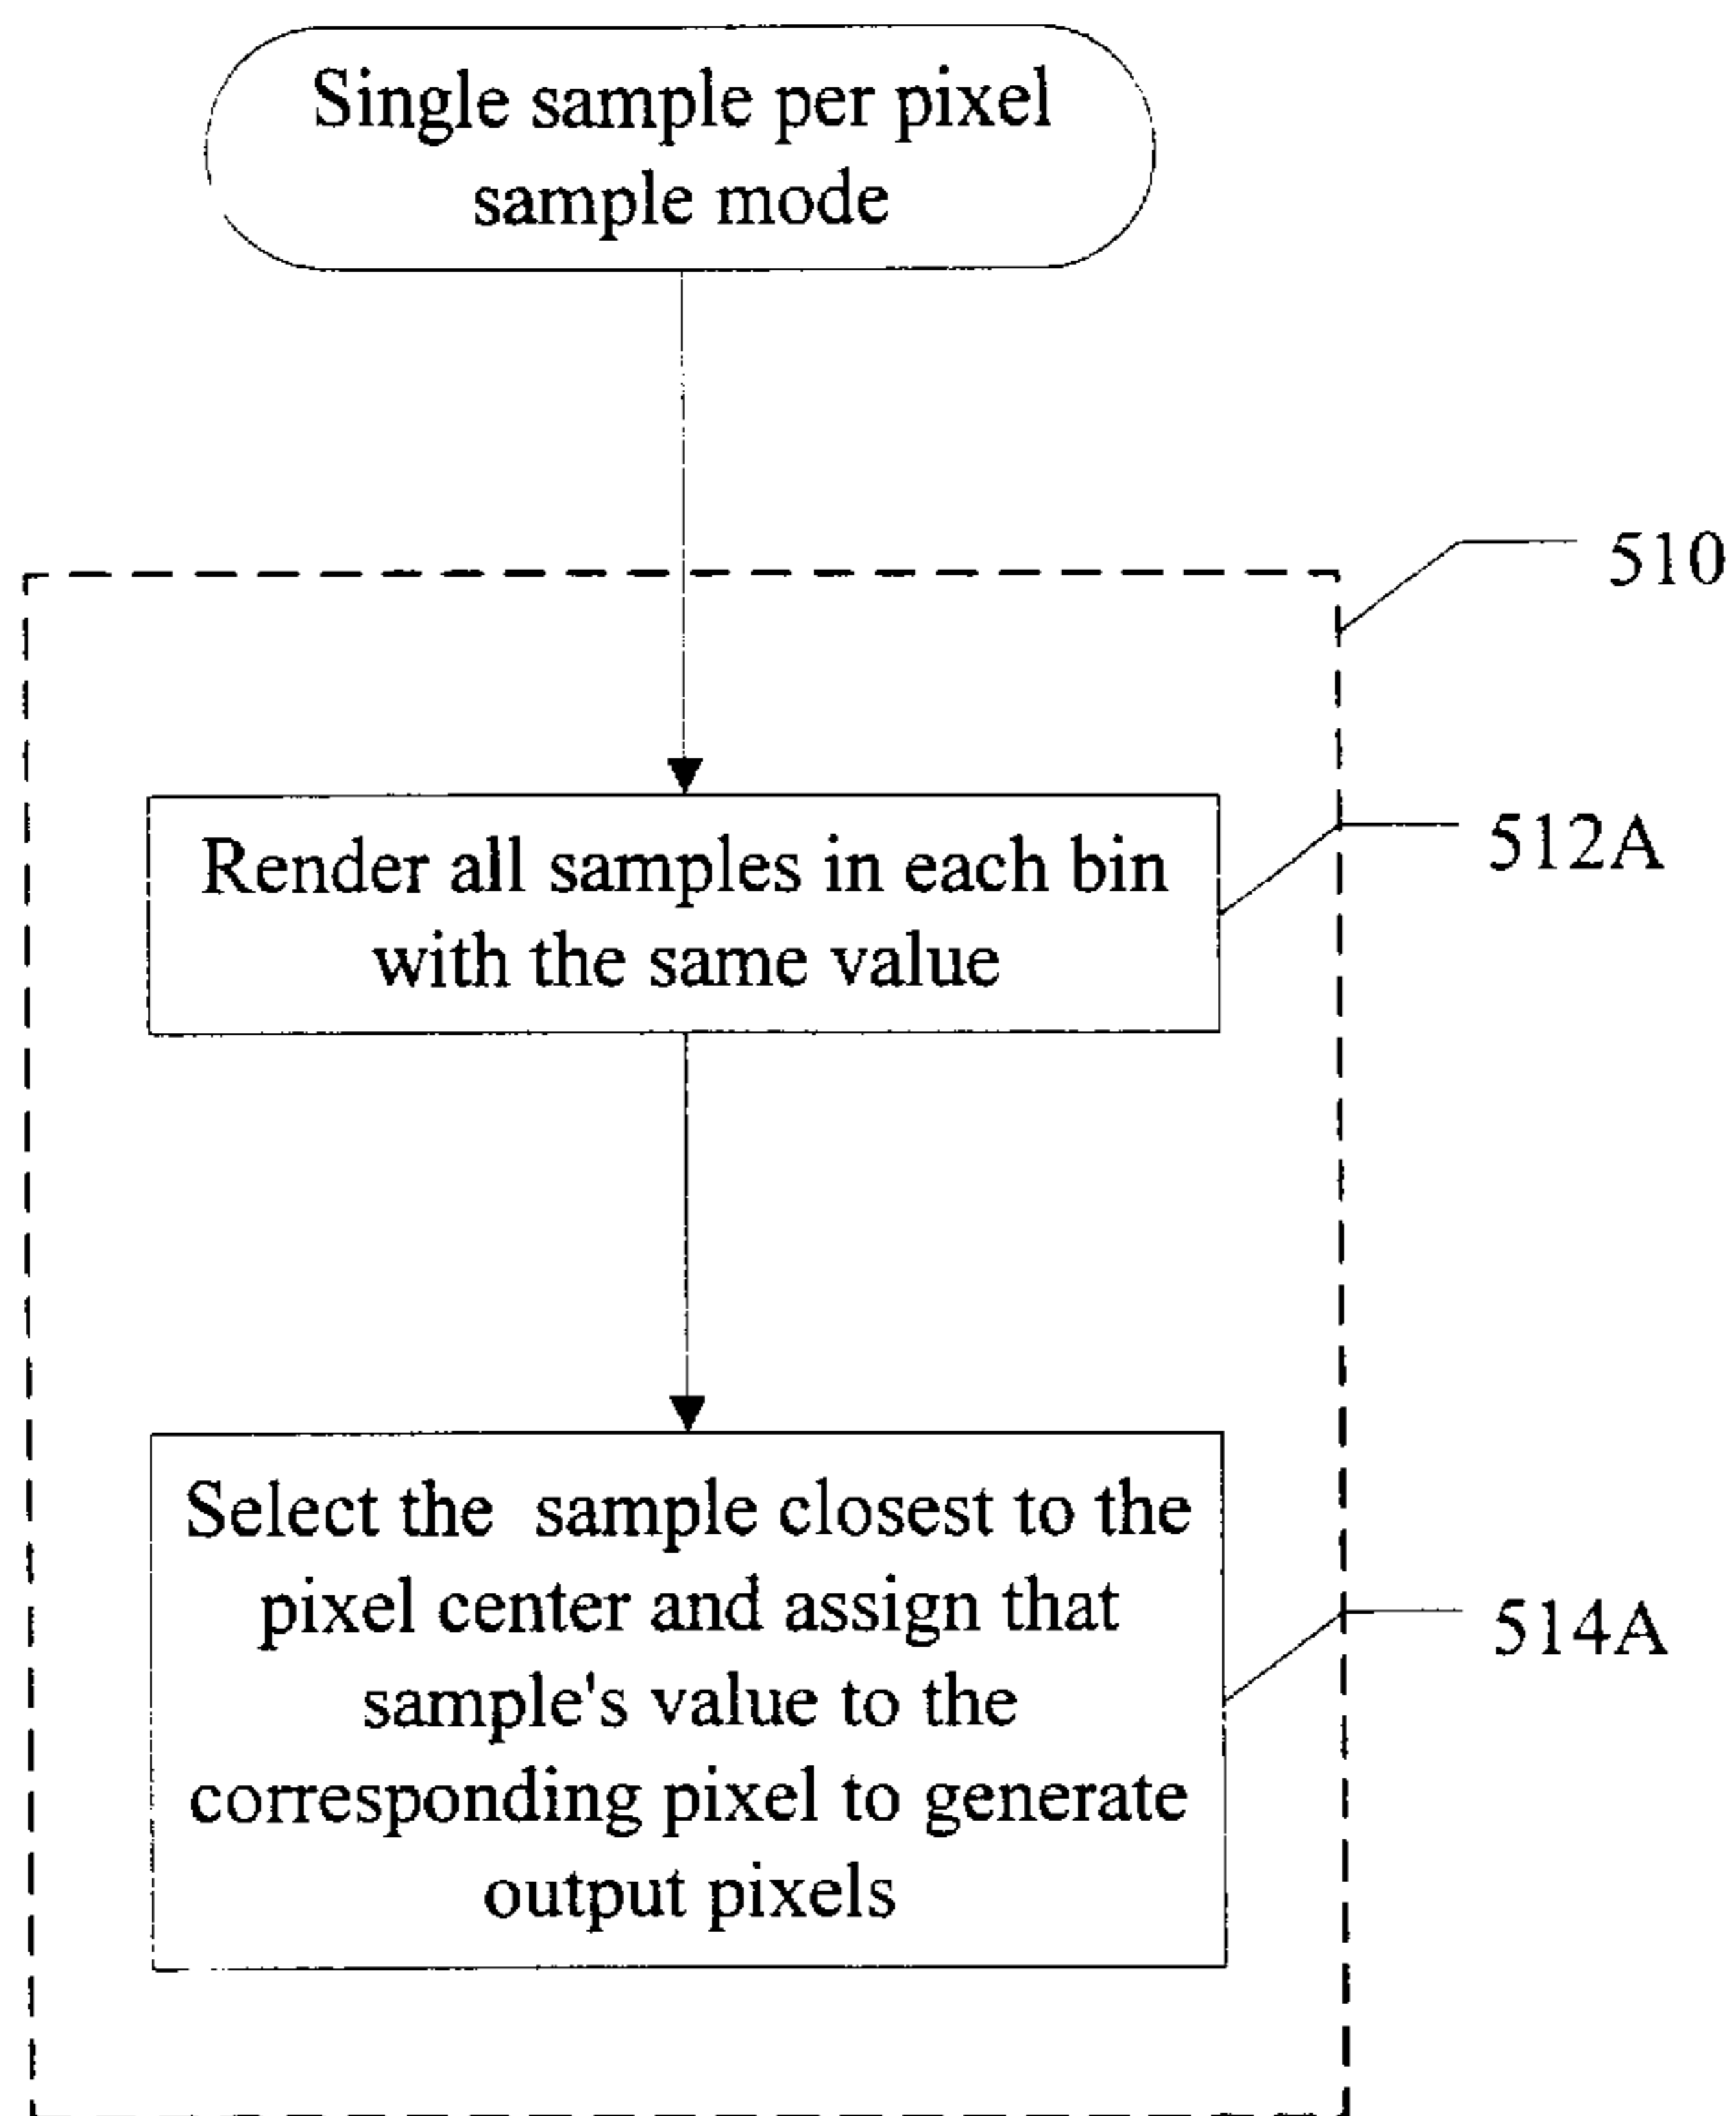 Single sample per pixel
sample mode
510
Render all samples in each bin
with the same value
512A
Select the sample closest to the
pixel center and assign that
sample's value to the
corresponding pixel to generate
output pixels
514A